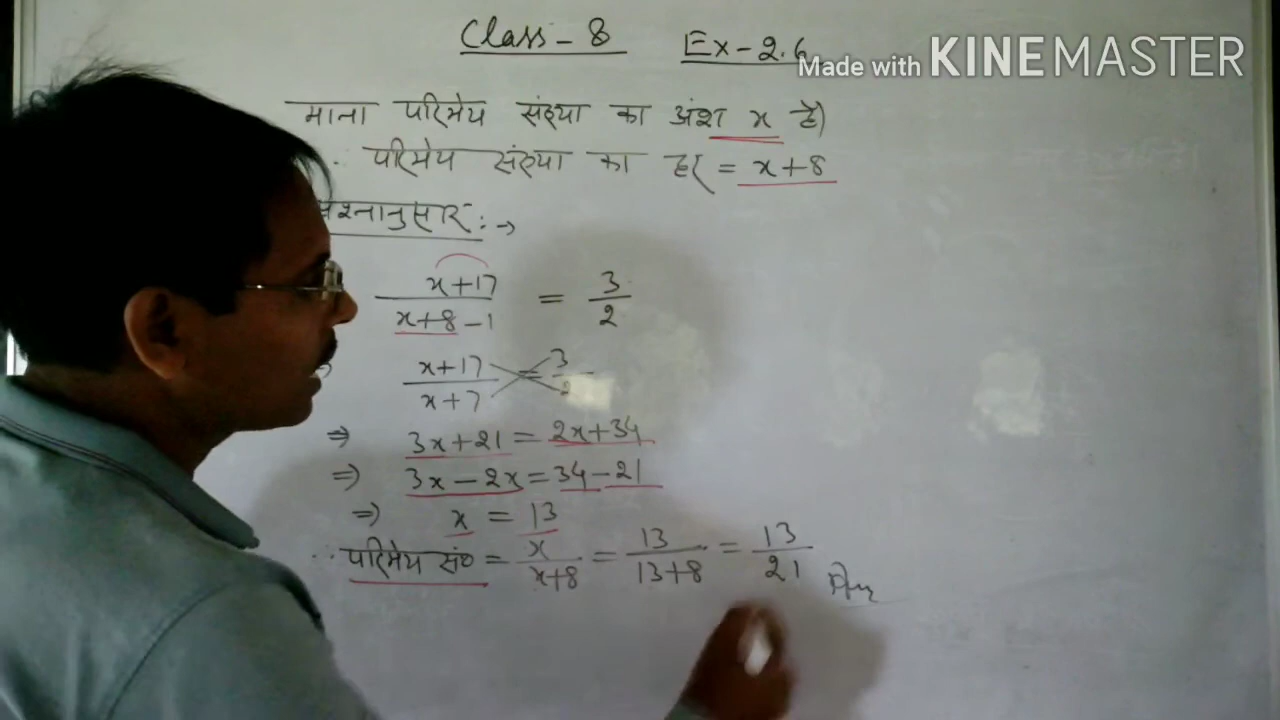 Class - 8 Ex - 2.6
Made with KINEMASTER
माना परिमेय संख्या का अंश x है)
∴ परिमेय संख्या का हर = x+8
प्रश्नानुसार :→
x+17 / x+8-1 = 3/2
x+17 / x+7 = 3/2
⇒ 3x+21 = 2x+34
⇒ 3x-2x = 34-21
⇒ x = 13
∴ परिमेय सं० = x / x+8 = 13 / 13+8 = 13/21